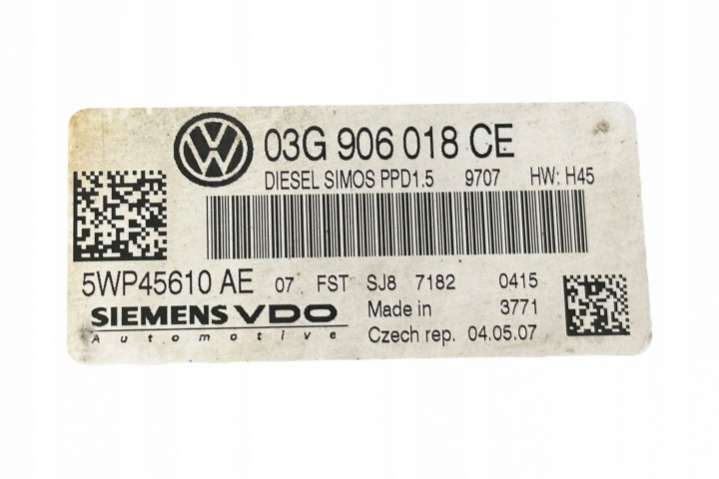 VW
03G 906 018 CE
DIESEL SIMOS PPD1.5 9707 HW: H45
5WP45610 AE 07 FST SJ8 7182 0415
SIEMENS VDO Made in 3771
Automotive Czech rep. 04.05.07